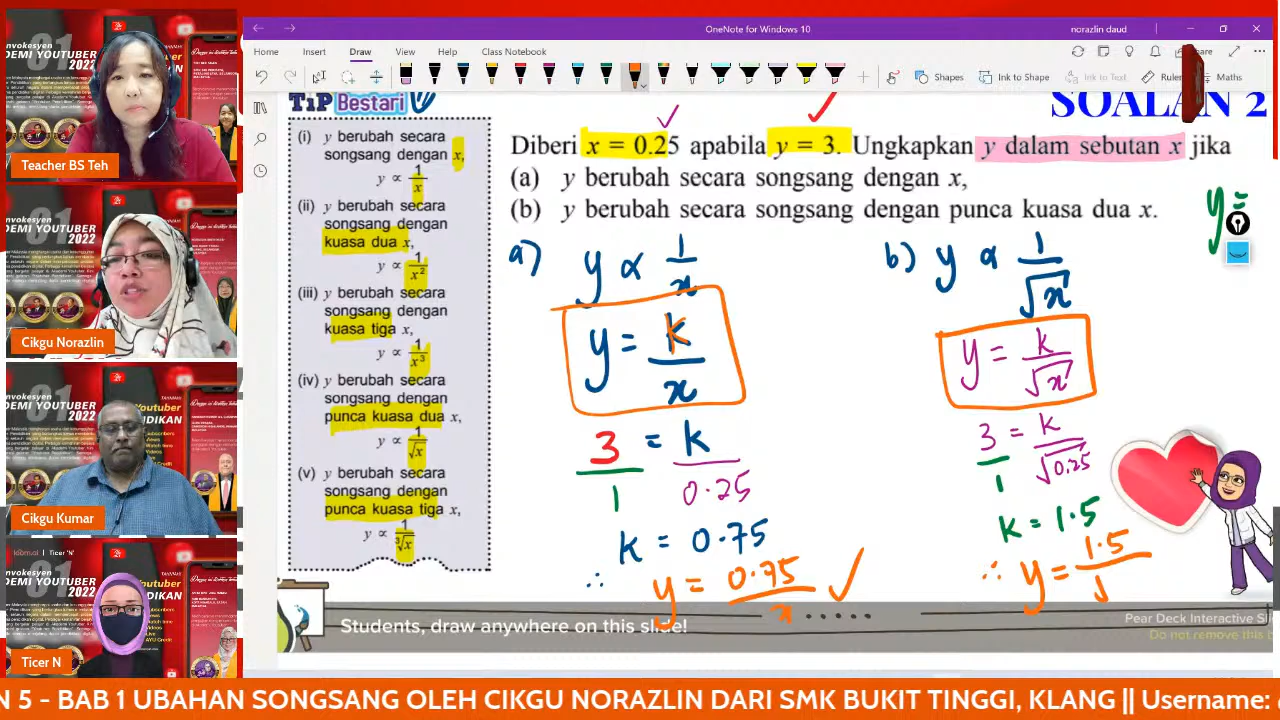 OneNote for Windows 10
norazlin daud
Home Insert Draw View Help Class Notebook
Share
Shapes Ink to Shape Ink to Text Ruler Maths
nvokesyen
DEMI YOUTUBER
2022
Teacher BS Teh
Cikgu Norazlin
Cikgu Kumar
Ticer 'N'
Ticer N
TiP Bestari
(i) y berubah secara
songsang dengan x,
y ∝ 1/x
(ii) y berubah secara
songsang dengan
kuasa dua x,
y ∝ 1/x²
(iii) y berubah secara
songsang dengan
kuasa tiga x,
y ∝ 1/x³
(iv) y berubah secara
songsang dengan
punca kuasa dua x,
y ∝ 1/√x
(v) y berubah secara
songsang dengan
punca kuasa tiga x,
y ∝ 1/∛x
SOALAN 2
Diberi x = 0.25 apabila y = 3. Ungkapkan y dalam sebutan x jika
(a) y berubah secara songsang dengan x,
(b) y berubah secara songsang dengan punca kuasa dua x.
y =
a) y ∝ 1/x
y = k/x
3/1 = k/0.25
k = 0.75
∴ y = 0.75/x
b) y ∝ 1/√x
y = k/√x
3/1 = k/√0.25
k = 1.5
∴ y = 1.5/√
Students, draw anywhere on this slide!
Pear Deck Interactive Sli
Do not remove this b
N 5 - BAB 1 UBAHAN SONGSANG OLEH CIKGU NORAZLIN DARI SMK BUKIT TINGGI, KLANG || Username: